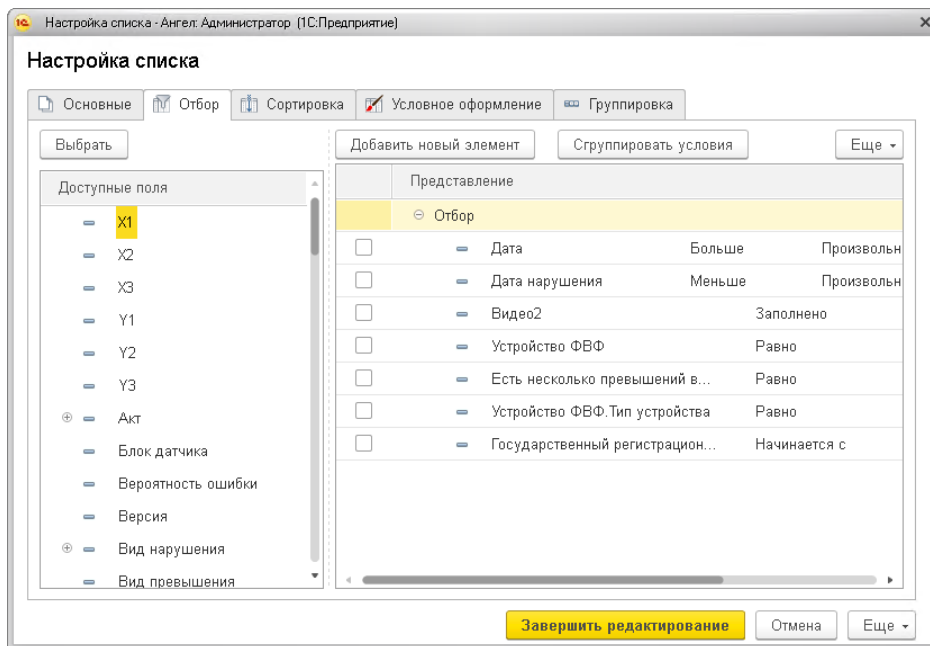 Настройка списка - Ангел: Администратор (1С:Предприятие)
Настройка списка
Основные Отбор Сортировка Условное оформление Группировка
Выбрать Добавить новый элемент Сгруппировать условия Еще
Доступные поля Представление
X1 Отбор
X2 Дата Больше Произвольн
X3 Дата нарушения Меньше Произвольн
Y1 Видео2 Заполнено
Y2 Устройство ФВФ Равно
Y3 Есть несколько превышений в... Равно
Акт Устройство ФВФ.Тип устройства Равно
Блок датчика Государственный регистрацион... Начинается с
Вероятность ошибки
Версия
Вид нарушения
Вид превышения
Завершить редактирование Отмена Еще